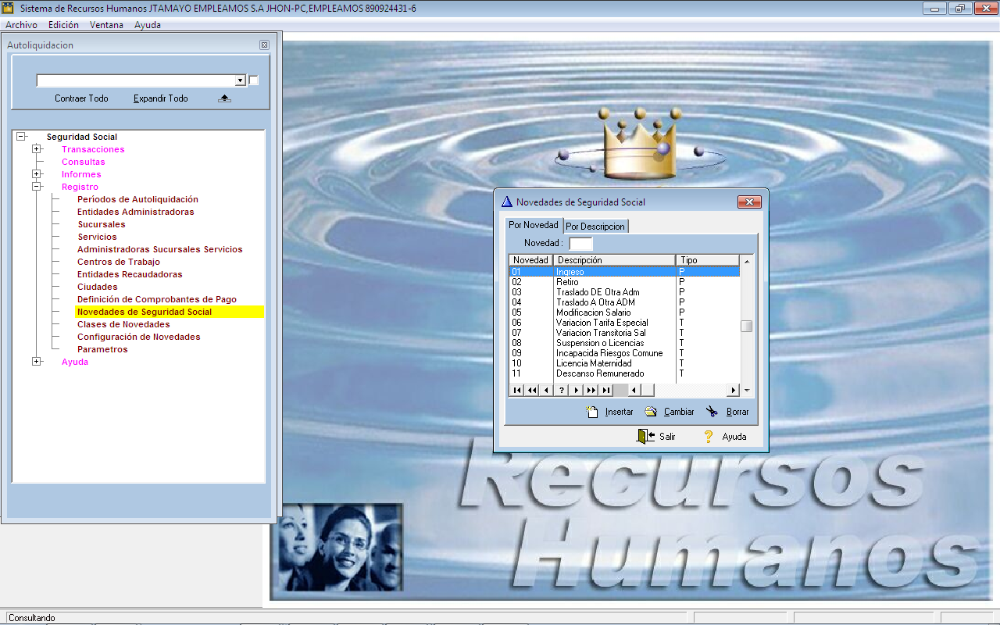 Sistema de Recursos Humanos JTAMAYO EMPLEAMOS S.A JHON-PC,EMPLEAMOS 890924431-6
Archivo Edición Ventana Ayuda
Autoliquidacion
Contraer Todo Expandir Todo
Seguridad Social
Transacciones
Consultas
Informes
Registro
Períodos de Autoliquidación
Entidades Administradoras
Sucursales
Servicios
Administradoras Sucursales Servicios
Centros de Trabajo
Entidades Recaudadoras
Ciudades
Definición de Comprobantes de Pago
Novedades de Seguridad Social
Clases de Novedades
Configuración de Novedades
Parametros
Ayuda
Novedades de Seguridad Social
Por Novedad Por Descripcion
Novedad :
Novedad Descripción Tipo
01 Ingreso P
02 Retiro P
03 Traslado DE Otra Adm P
04 Traslado A Otra ADM P
05 Modificacion Salario P
06 Variacion Tarifa Especial T
07 Variacion Transitoria Sal T
08 Suspension o Licencias T
09 Incapacida Riesgos Comune T
10 Licencia Maternidad T
11 Descanso Remunerado T
?
Insertar Cambiar Borrar
Salir ? Ayuda
Recursos
Humanos
Consultando